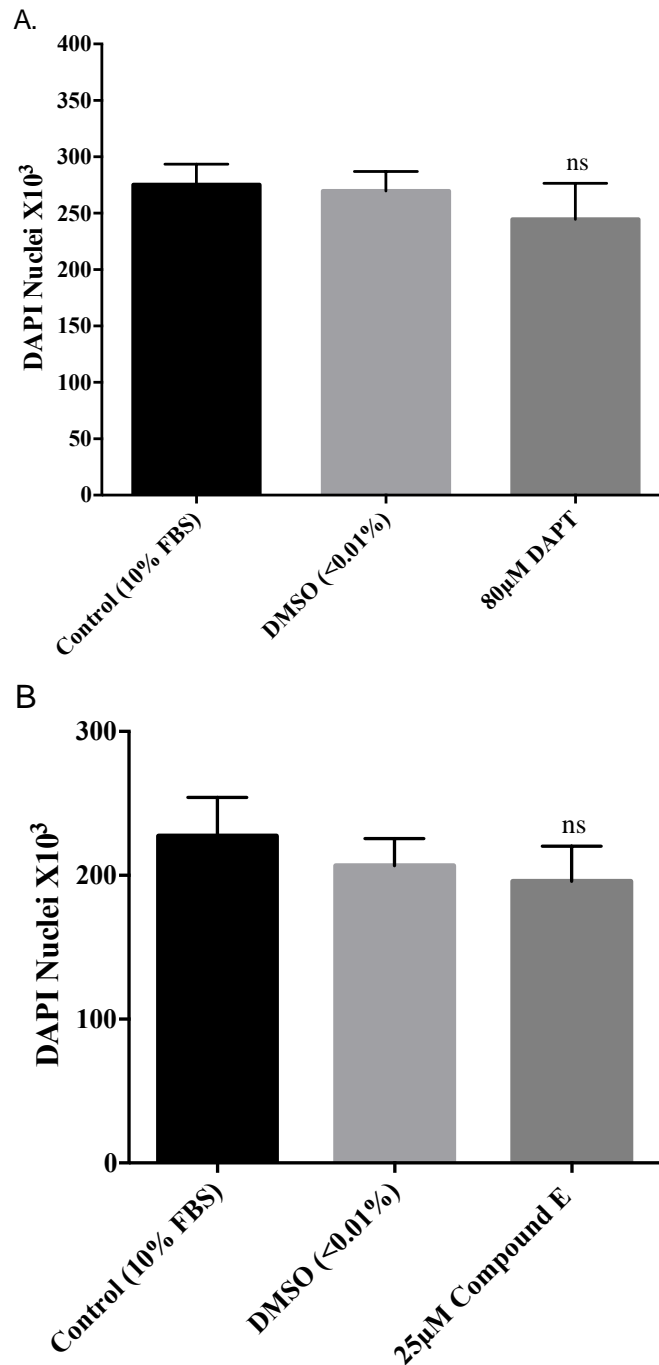 A.
400
350
300
250
200
150
100
50
0
DAPI Nuclei X10³
ns
Control (10% FBS)
DMSO (<0.01%)
80µM DAPT
B
300
200
100
0
DAPI Nuclei X10³
ns
Control (10% FBS)
DMSO (<0.01%)
25µM Compound E